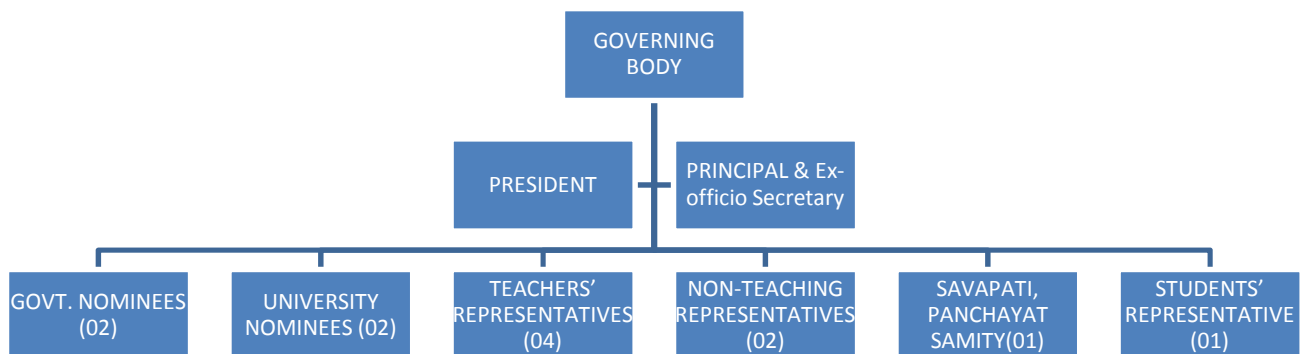 GOVERNING
BODY
PRESIDENT
PRINCIPAL & Ex-
officio Secretary
GOVT. NOMINEES
(02)
UNIVERSITY
NOMINEES (02)
TEACHERS’
REPRESENTATIVES
(04)
NON-TEACHING
REPRESENTATIVES
(02)
SAVAPATI,
PANCHAYAT
SAMITY(01)
STUDENTS’
REPRESENTATIVE
(01)